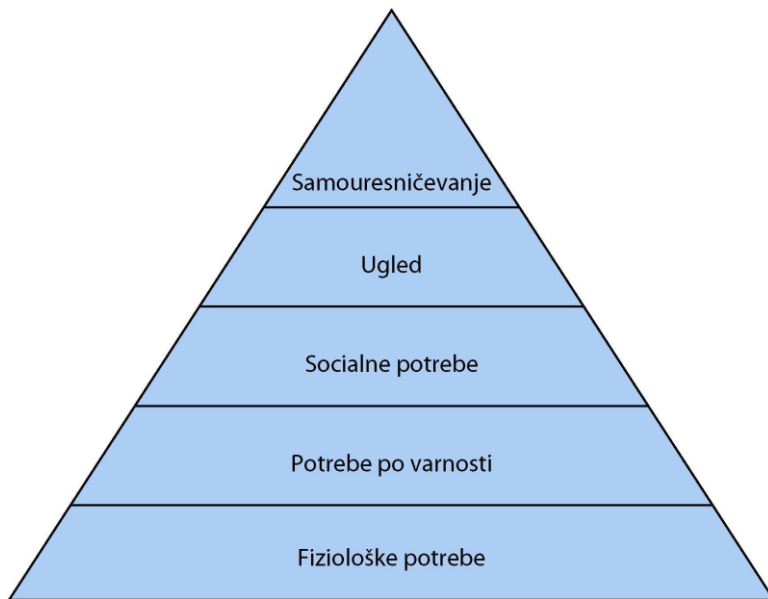 Samouresničevanje
Ugled
Socialne potrebe
Potrebe po varnosti
Fiziološke potrebe